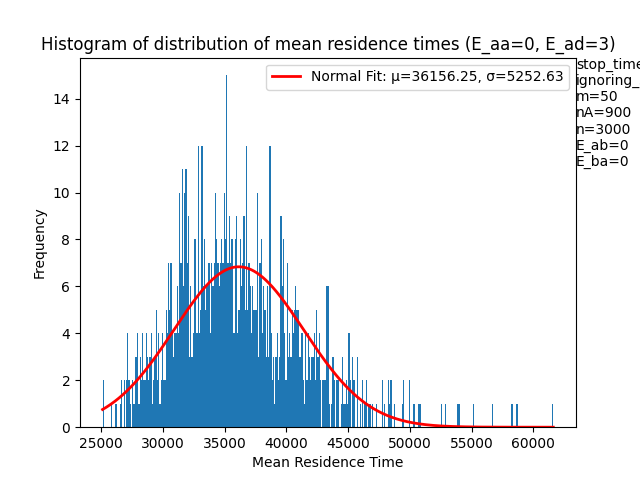 Histogram of distribution of mean residence times (E_aa=0, E_ad=3)
Normal Fit: μ=36156.25, σ=5252.63
stop_time
ignoring_
m=50
nA=900
n=3000
E_ab=0
E_ba=0
Frequency
14
12
10
8
6
4
2
0
25000 30000 35000 40000 45000 50000 55000 60000
Mean Residence Time